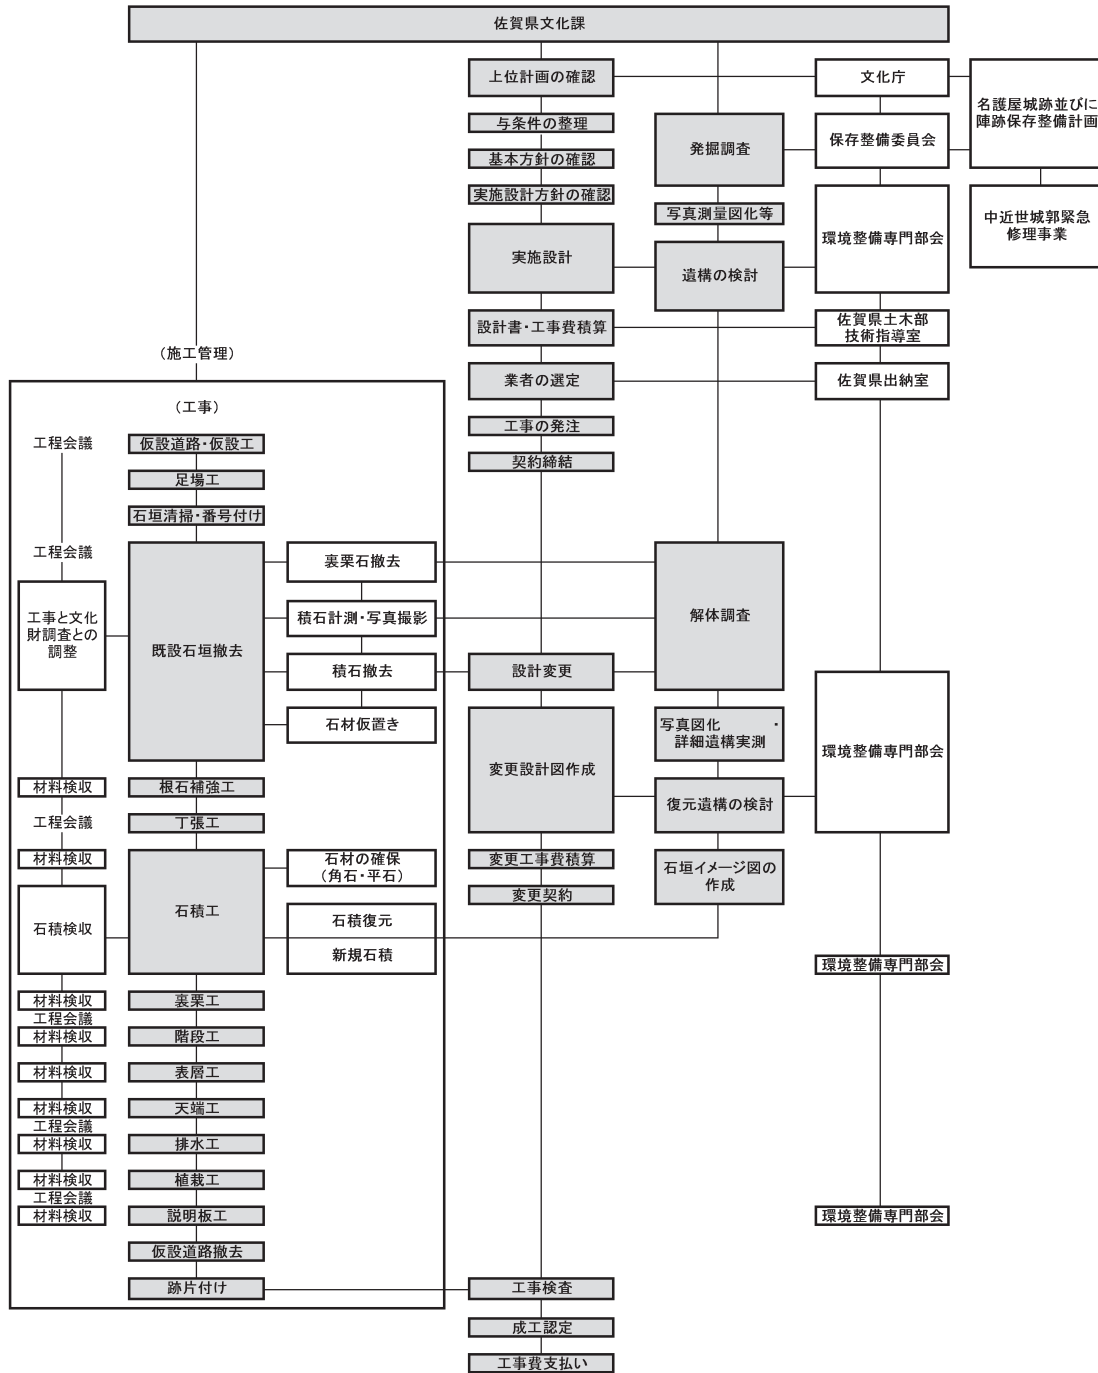 佐賀県文化課
上位計画の確認
与条件の整理
基本方針の確認
実施設計方針の確認
実施設計
設計書・工事費積算
業者の選定
工事の発注
契約締結
発掘調査
写真測量図化等
遺構の検討
文化庁
保存整備委員会
環境整備専門部会
佐賀県土木部
技術指導室
佐賀県出納室
名護屋城跡並びに
陣跡保存整備計画
中近世城郭緊急
修理事業
（施工管理）
（工事）
工程会議
工程会議
工事と文化
財調査との
調整
材料検収
工程会議
材料検収
石積検収
材料検収
工程会議
材料検収
材料検収
材料検収
工程会議
材料検収
材料検収
工程会議
材料検収
仮設道路・仮設工
足場工
石垣清掃・番号付け
既設石垣撤去
根石補強工
丁張工
石積工
裏栗工
階段工
表層工
天端工
排水工
植栽工
説明板工
仮設道路撤去
跡片付け
裏栗石撤去
積石計測・写真撮影
積石撤去
石材仮置き
石材の確保
（角石・平石）
石積復元
新規石積
設計変更
変更設計図作成
変更工事費積算
変更契約
工事検査
成工認定
工事費支払い
解体調査
写真図化・
詳細遺構実測
復元遺構の検討
石垣イメージ図の
作成
環境整備専門部会
環境整備専門部会
環境整備専門部会